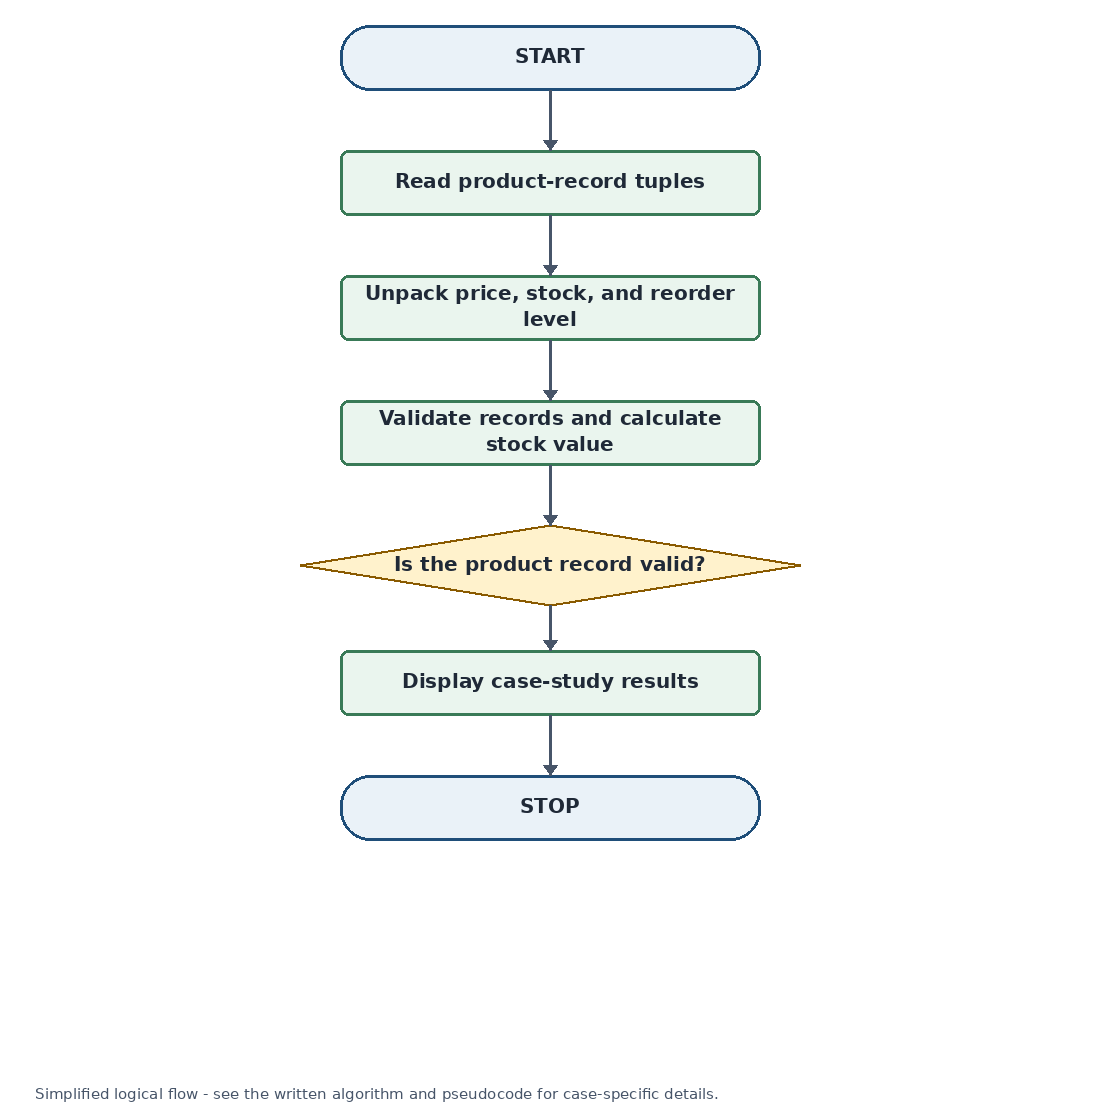 START
Read product-record tuples
Unpack price, stock, and reorder
level
Validate records and calculate
stock value
Is the product record valid?
Display case-study results
STOP
Simplified logical flow - see the written algorithm and pseudocode for case-specific details.